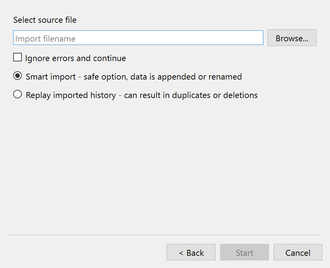 Select source file
Import filename
Browse...
Ignore errors and continue
Smart import - safe option, data is appended or renamed
Replay imported history - can result in duplicates or deletions
< Back
Start
Cancel